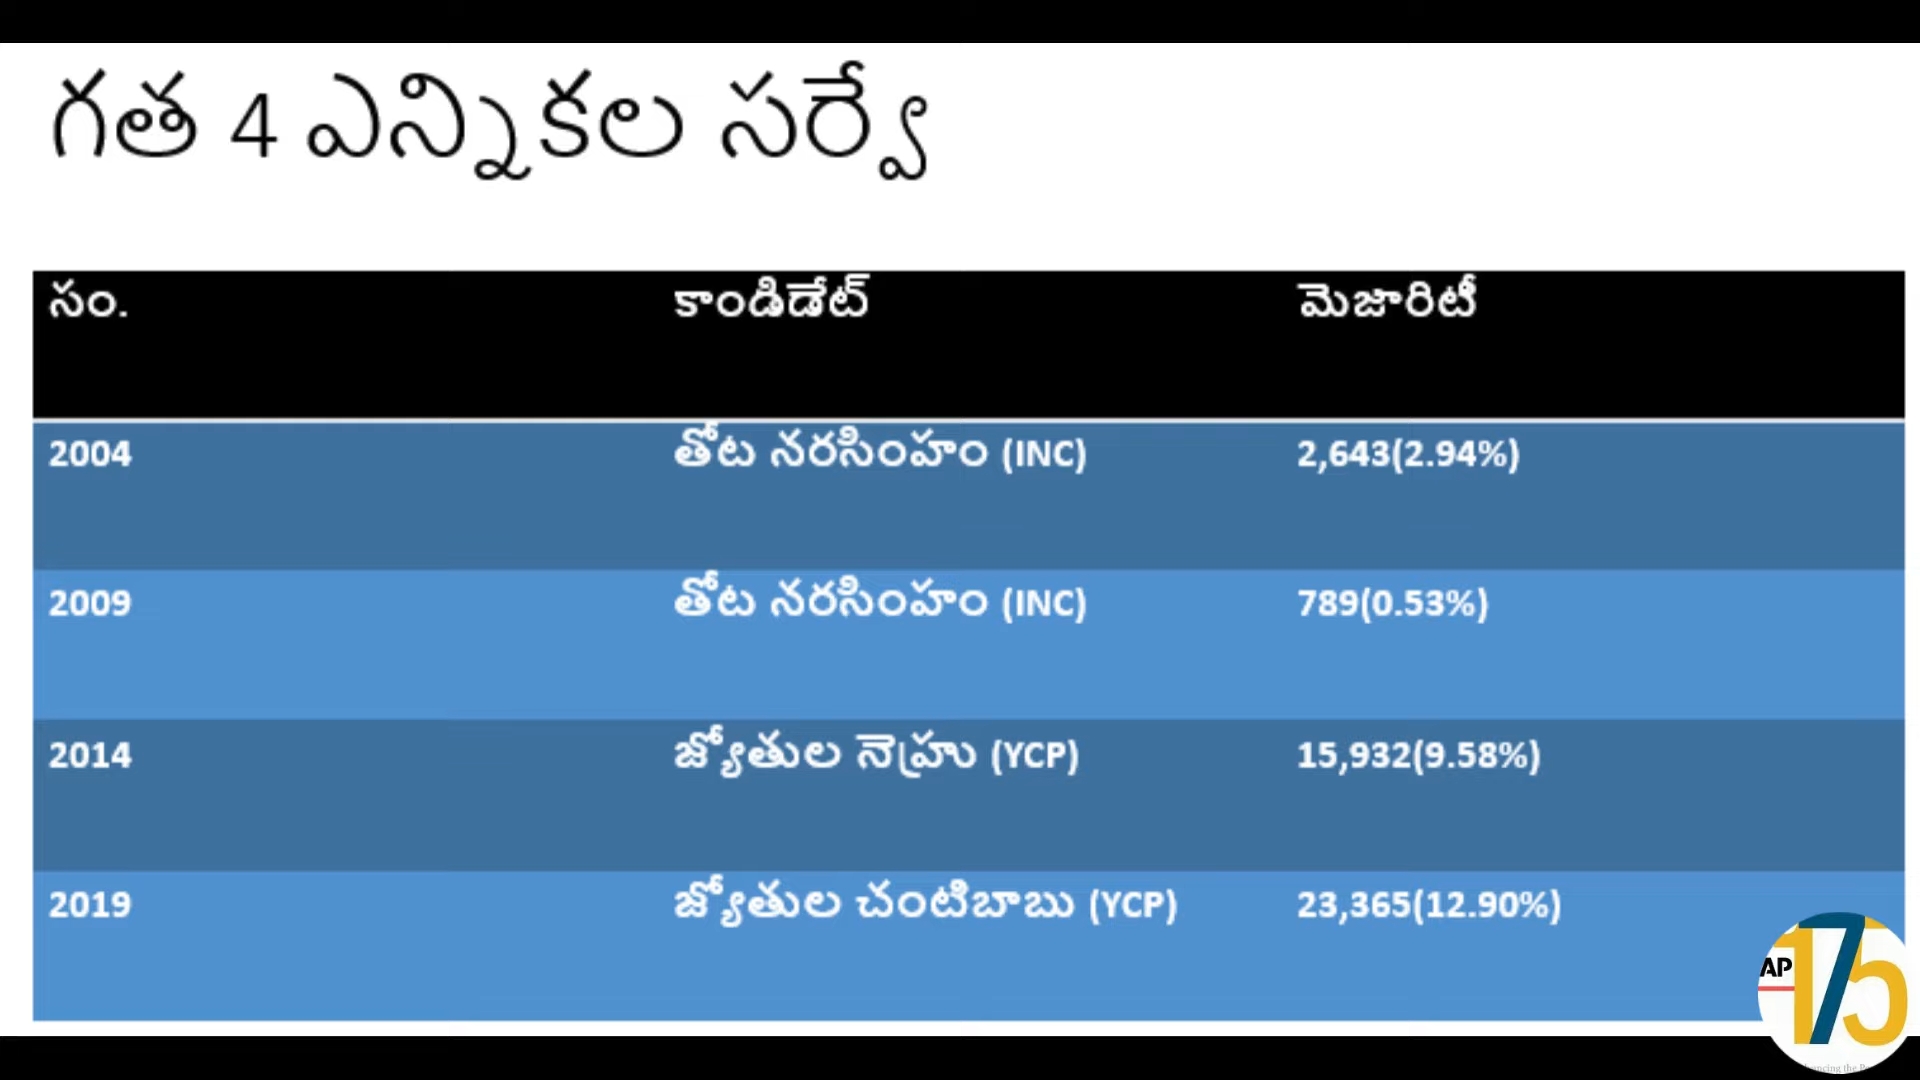 గత 4 ఎన్నికల సర్వే
సం. కాండిడేట్ మెజారిటీ
2004 తోట నరసింహం (INC) 2,643(2.94%)
2009 తోట నరసింహం (INC) 789(0.53%)
2014 జ్యోతుల నెహ్రు (YCP) 15,932(9.58%)
2019 జ్యోతుల చంటిబాబు (YCP) 23,365(12.90%)
AP 175